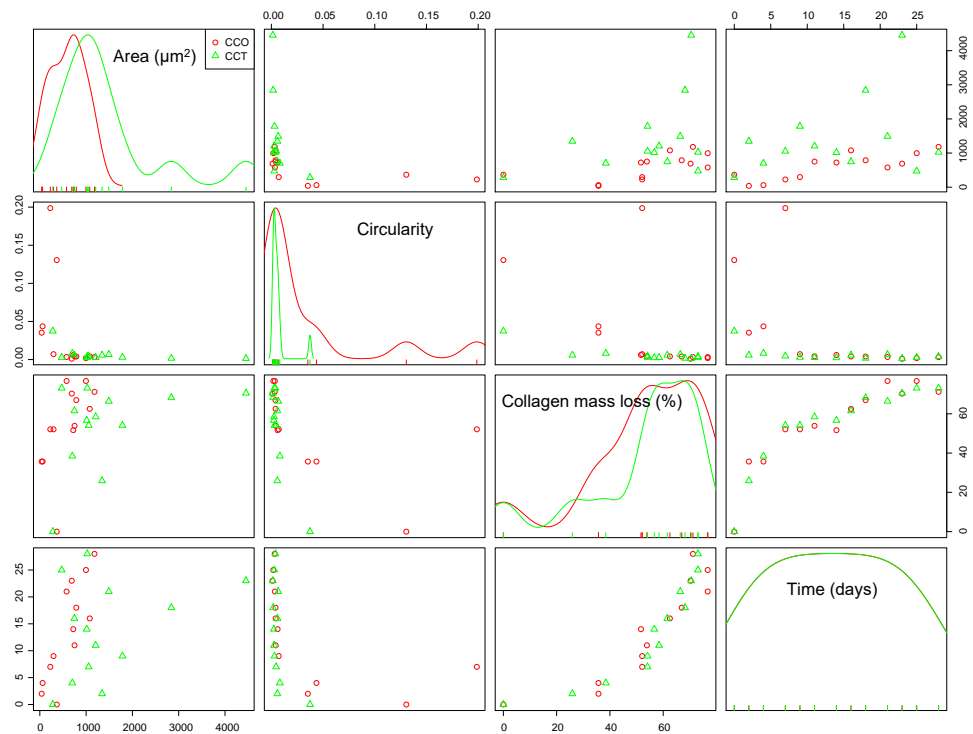 0.00 0.05 0.10 0.15 0.20
0 5 10 15 20 25
Area (µm²)
CCO
CCT
0 1000 2000 3000 4000
0.00 0.05 0.10 0.15 0.20
Circularity
Collagen mass loss (%)
0 20 40 60
0 5 10 15 20 25
Time (days)
0 1000 2000 3000 4000
0 20 40 60